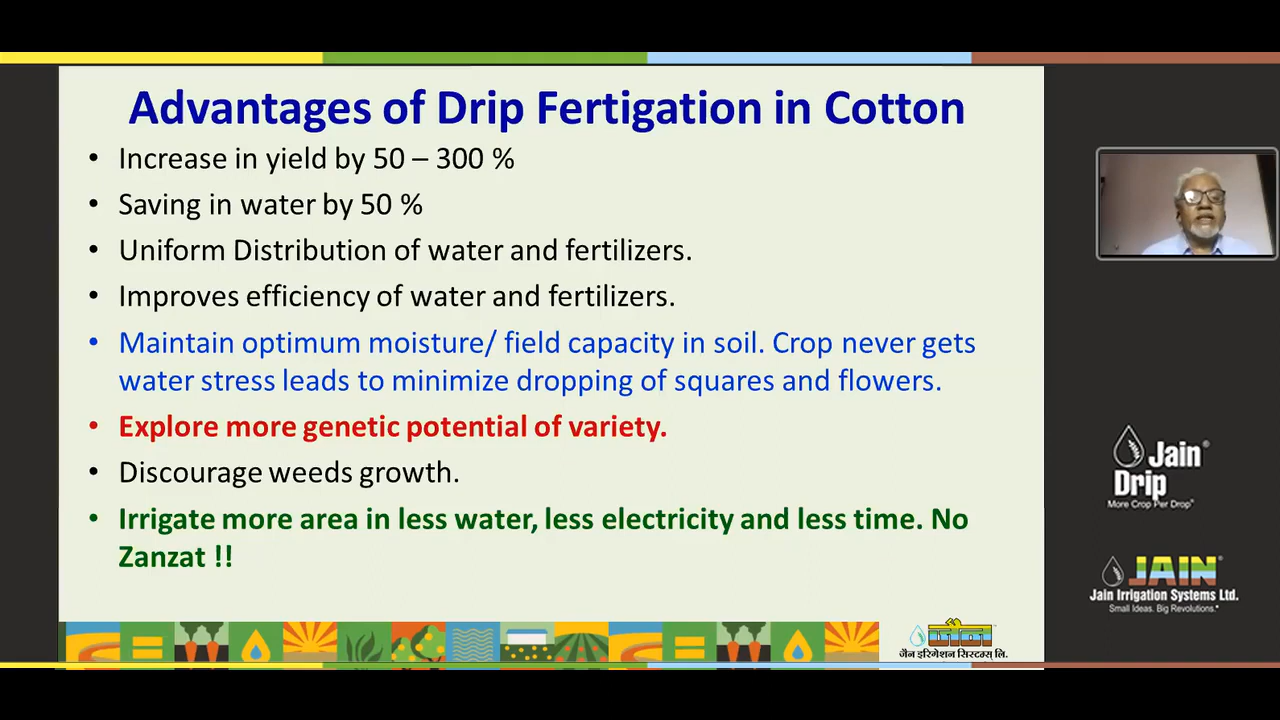 Advantages of Drip Fertigation in Cotton
• Increase in yield by 50 – 300 %
• Saving in water by 50 %
• Uniform Distribution of water and fertilizers.
• Improves efficiency of water and fertilizers.
• Maintain optimum moisture/ field capacity in soil. Crop never gets
water stress leads to minimize dropping of squares and flowers.
• Explore more genetic potential of variety.
• Discourage weeds growth.
• Irrigate more area in less water, less electricity and less time. No
Zanzat !!
जैन
जैन इरिगेशन सिस्टम्स् लि.
Jain®
Drip
More Crop Per Drop®
JAIN®
Jain Irrigation Systems Ltd.
Small Ideas. Big Revolutions.®